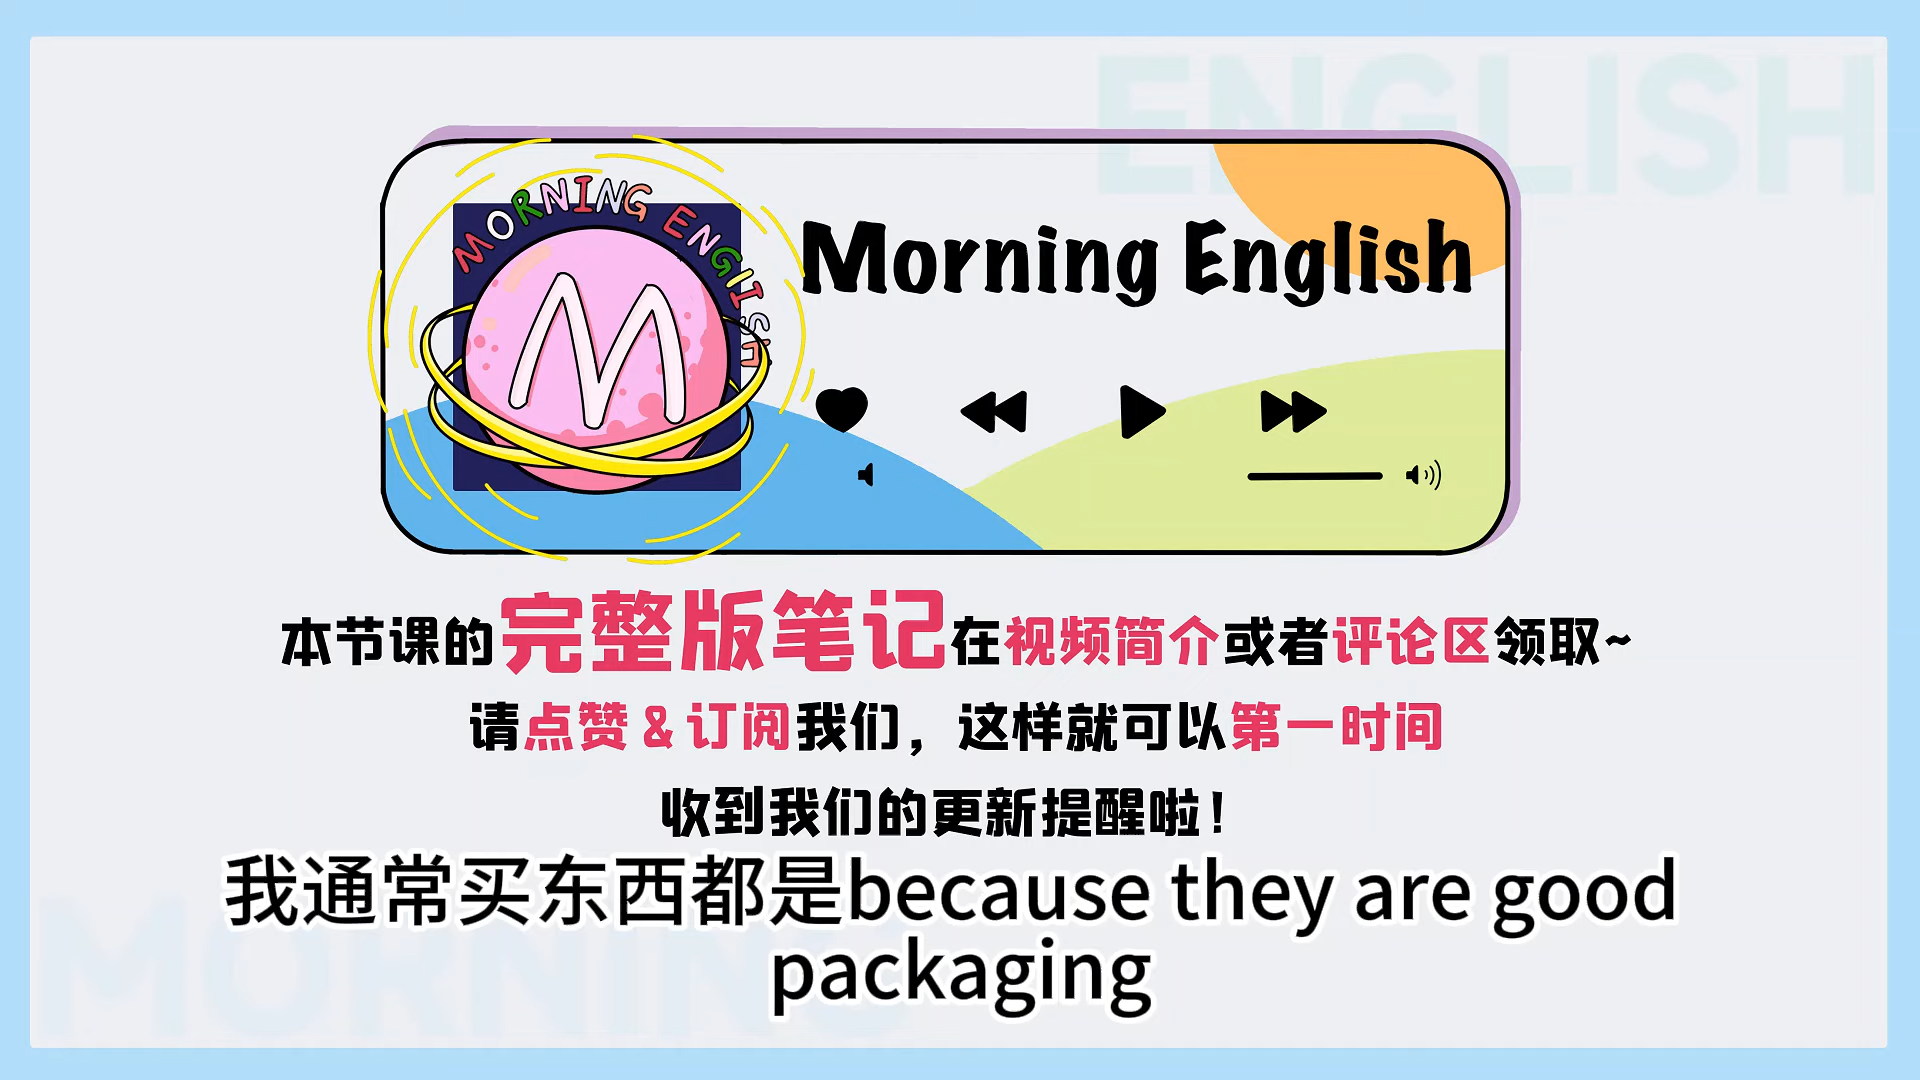 ENGLISH
MORNING ENGLISH
M
Morning English
本节课的完整版笔记在视频简介或者评论区领取~
请点赞&订阅我们，这样就可以第一时间
收到我们的更新提醒啦！
我通常买东西都是because they are good
packaging
MORNING